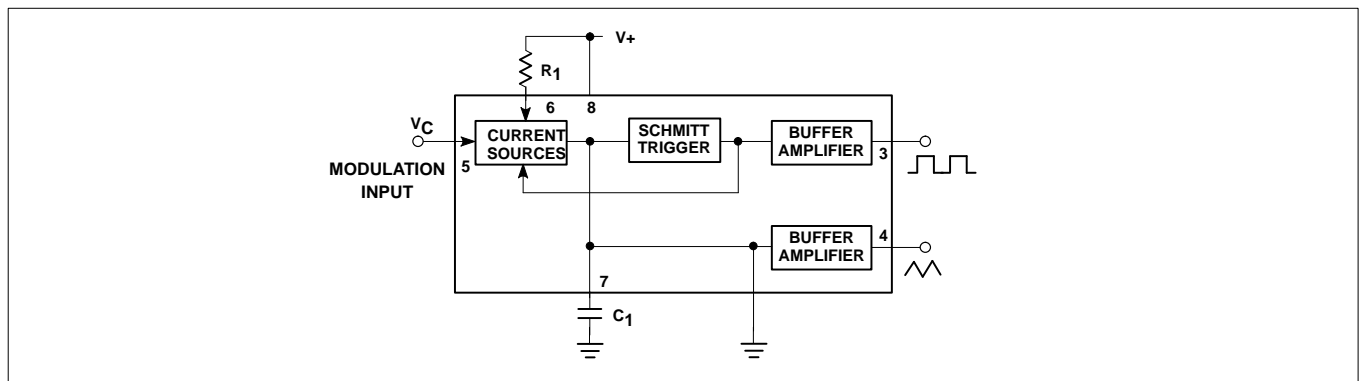 V+
R1
6
8
VC
5
MODULATION
INPUT
CURRENT
SOURCES
SCHMITT
TRIGGER
BUFFER
AMPLIFIER
3
BUFFER
AMPLIFIER
4
7
C1